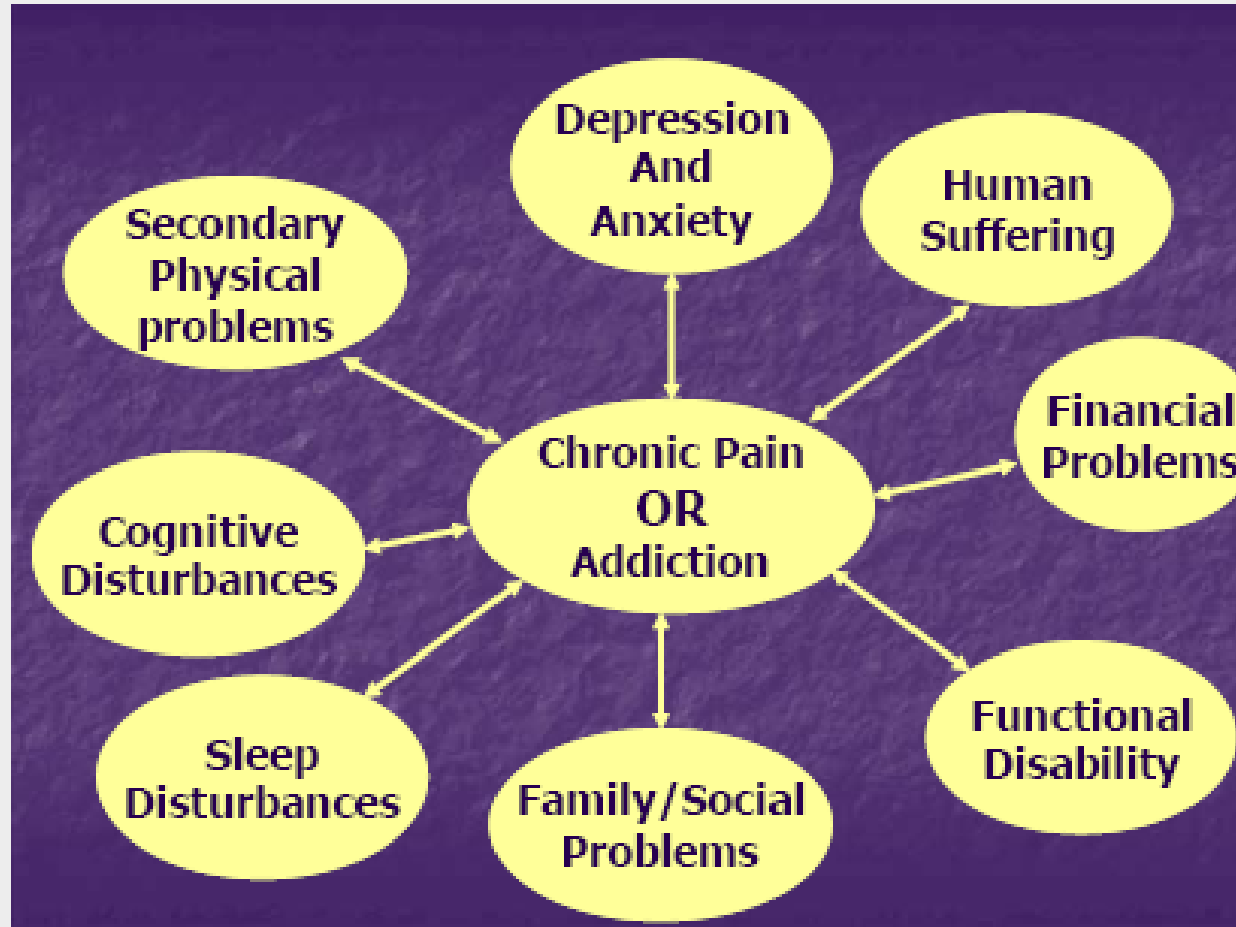 Depression
And
Anxiety
Human
Suffering
Secondary
Physical
problems
Financial
Problems
Chronic Pain
OR
Addiction
Cognitive
Disturbances
Functional
Disability
Sleep
Disturbances
Family/Social
Problems